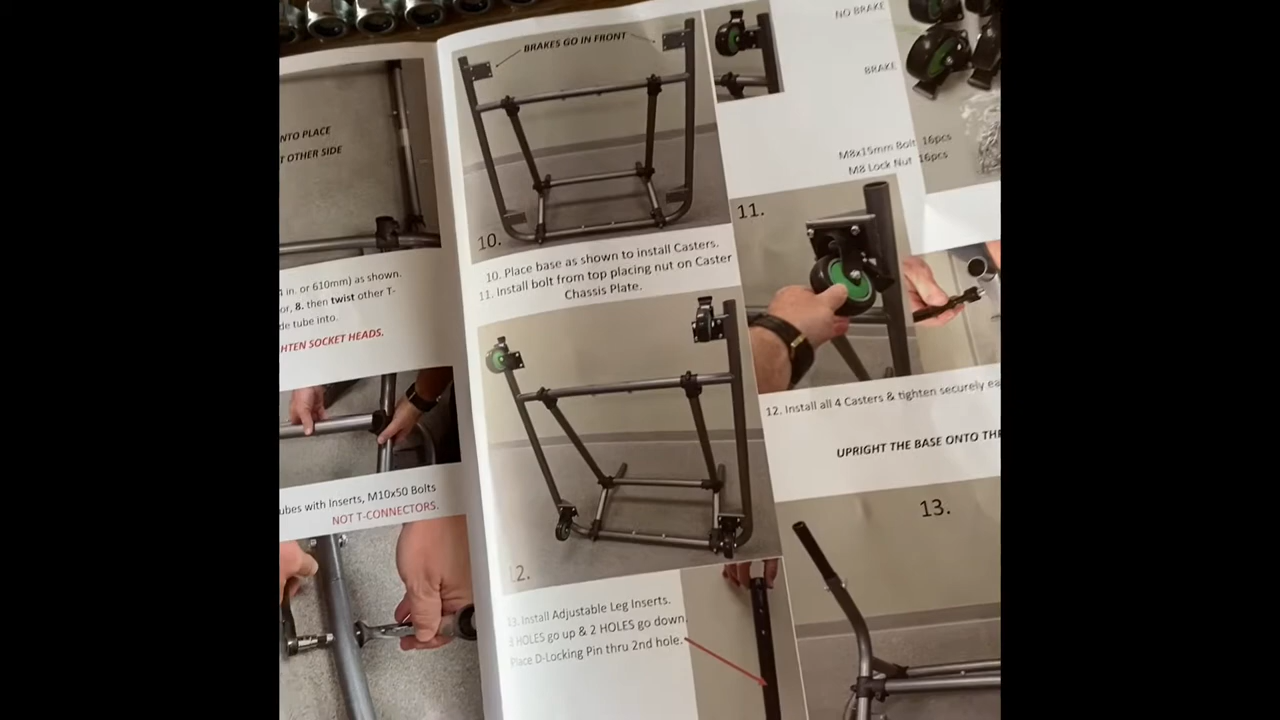 NTO PLACE
T OTHER SIDE
in. or 610mm) as shown.
or, 8. then twist other T-
de tube into.
HTEN SOCKET HEADS.
ubes with Inserts, M10x50 Bolts
NOT T-CONNECTORS.
BRAKES GO IN FRONT
10.
10. Place base as shown to install Casters.
11. Install bolt from top placing nut on Caster
Chassis Plate.
12.
13. Install Adjustable Leg Inserts.
3 HOLES go up & 2 HOLES go down.
Place D-Locking Pin thru 2nd hole.
NO BRAKE
BRAKE
M8x15mm Bolt 16pcs
M8 Lock Nut 16pcs
11.
12. Install all 4 Casters & tighten securely ea
UPRIGHT THE BASE ONTO TH
13.